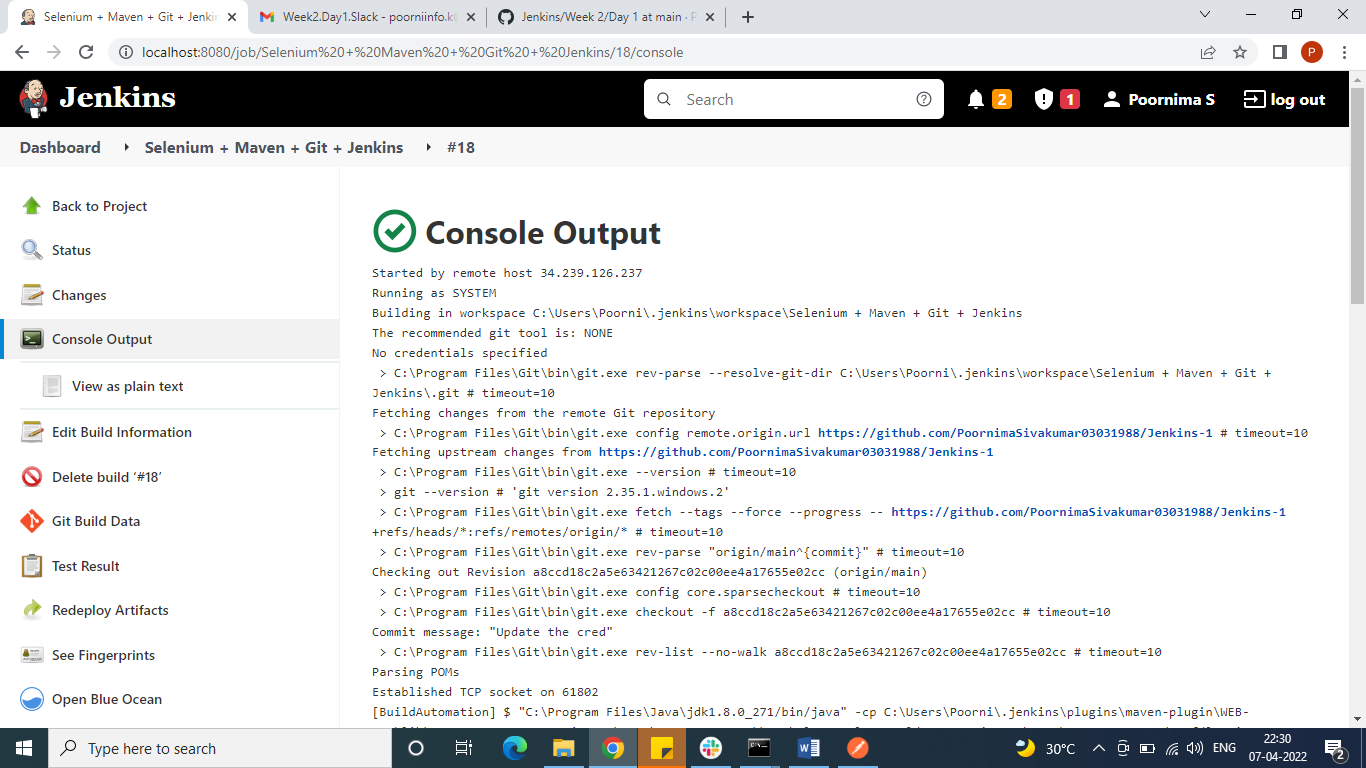 Selenium + Maven + Git + Jenkin
Week2.Day1.Slack - poorniinfo.k
Jenkins/Week 2/Day 1 at main · P
localhost:8080/job/Selenium%20+%20Maven%20+%20Git%20+%20Jenkins/18/console
P
Jenkins
Search
2
1
Poornima S
log out
Dashboard
Selenium + Maven + Git + Jenkins
#18
Back to Project
Status
Changes
Console Output
View as plain text
Edit Build Information
Delete build ‘#18’
Git Build Data
Test Result
Redeploy Artifacts
See Fingerprints
Open Blue Ocean
Console Output
Started by remote host 34.239.126.237
Running as SYSTEM
Building in workspace C:\Users\Poorni\.jenkins\workspace\Selenium + Maven + Git + Jenkins
The recommended git tool is: NONE
No credentials specified
> C:\Program Files\Git\bin\git.exe rev-parse --resolve-git-dir C:\Users\Poorni\.jenkins\workspace\Selenium + Maven + Git +
Jenkins\.git # timeout=10
Fetching changes from the remote Git repository
> C:\Program Files\Git\bin\git.exe config remote.origin.url https://github.com/PoornimaSivakumar03031988/Jenkins-1 # timeout=10
Fetching upstream changes from https://github.com/PoornimaSivakumar03031988/Jenkins-1
> C:\Program Files\Git\bin\git.exe --version # timeout=10
> git --version # 'git version 2.35.1.windows.2'
> C:\Program Files\Git\bin\git.exe fetch --tags --force --progress -- https://github.com/PoornimaSivakumar03031988/Jenkins-1
+refs/heads/*:refs/remotes/origin/* # timeout=10
> C:\Program Files\Git\bin\git.exe rev-parse "origin/main^{commit}" # timeout=10
Checking out Revision a8ccd18c2a5e63421267c02c00ee4a17655e02cc (origin/main)
> C:\Program Files\Git\bin\git.exe config core.sparsecheckout # timeout=10
> C:\Program Files\Git\bin\git.exe checkout -f a8ccd18c2a5e63421267c02c00ee4a17655e02cc # timeout=10
Commit message: "Update the cred"
> C:\Program Files\Git\bin\git.exe rev-list --no-walk a8ccd18c2a5e63421267c02c00ee4a17655e02cc # timeout=10
Parsing POMs
Established TCP socket on 61802
[BuildAutomation] $ "C:\Program Files\Java\jdk1.8.0_271/bin/java" -cp C:\Users\Poorni\.jenkins\plugins\maven-plugin\WEB-
Type here to search
30°C
ENG
22:30
07-04-2022
2